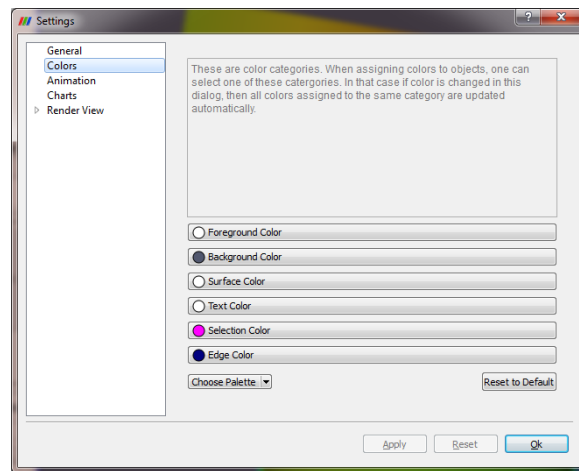 Settings
General
Colors
Animation
Charts
Render View
These are color categories. When assigning colors to objects, one can
select one of these catergories. In that case if color is changed in this
dialog, then all colors assigned to the same category are updated
automatically.
Foreground Color
Background Color
Surface Color
Text Color
Selection Color
Edge Color
Choose Palette
Reset to Default
Apply
Reset
Ok